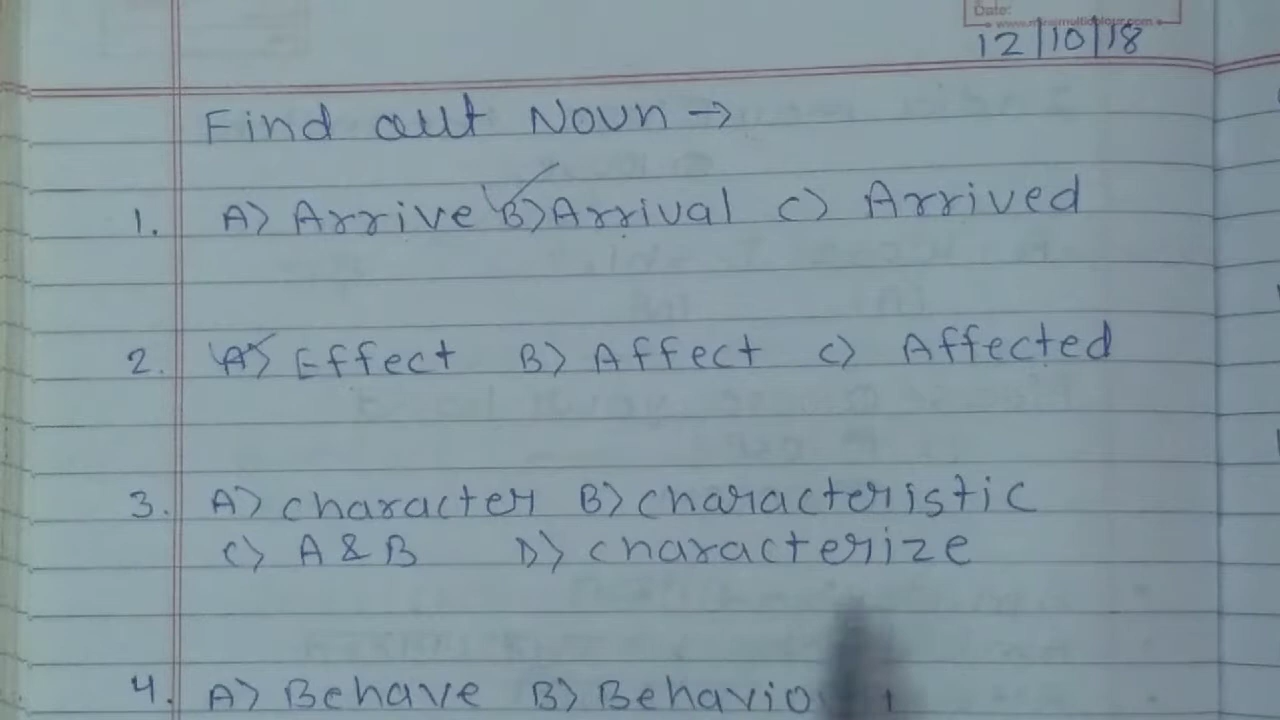 Date:
12/10/18
Find out Noun →
1. A) Arrive B) Arrival C) Arrived
2. A) Effect B) Affect C) Affected
3. A) character B) characteristic
C) A & B D) characterize
4. A) Behave B)